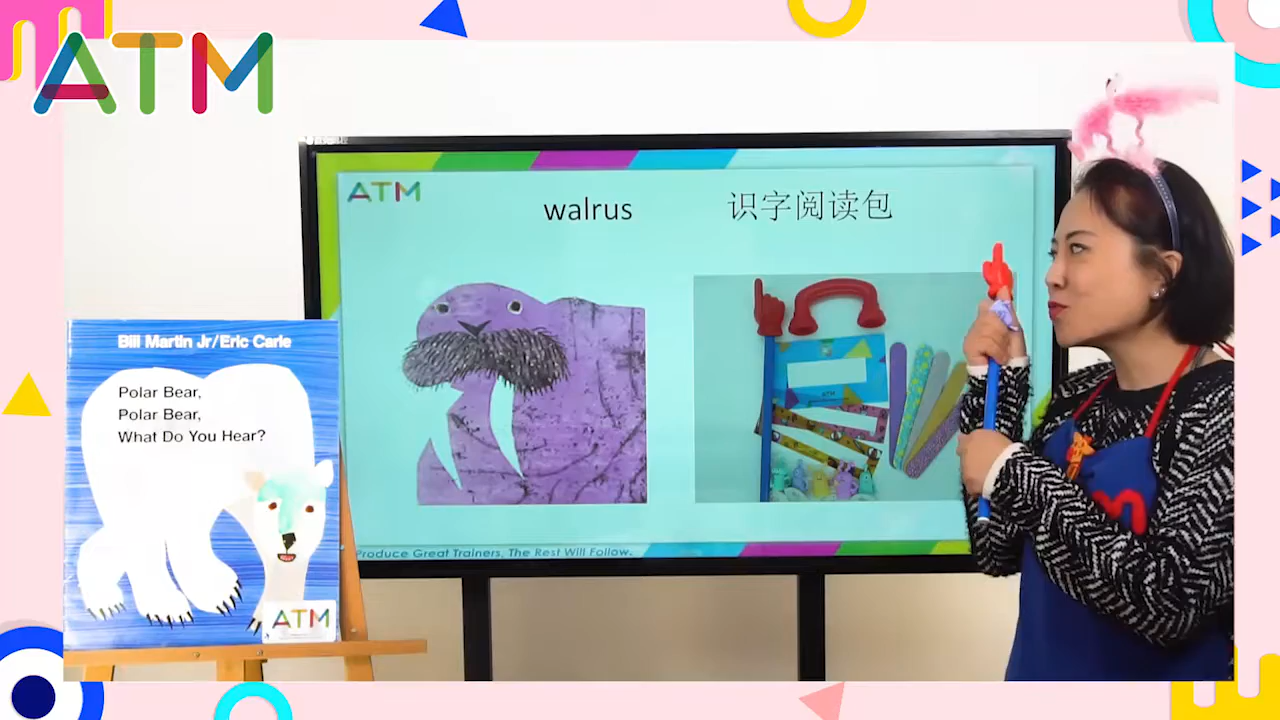 ATM
ATM
walrus
识字阅读包
Bill Martin Jr/Eric Carle
Polar Bear,
Polar Bear,
What Do You Hear?
ATM
Produce Great Trainers, The Rest Will Follow.